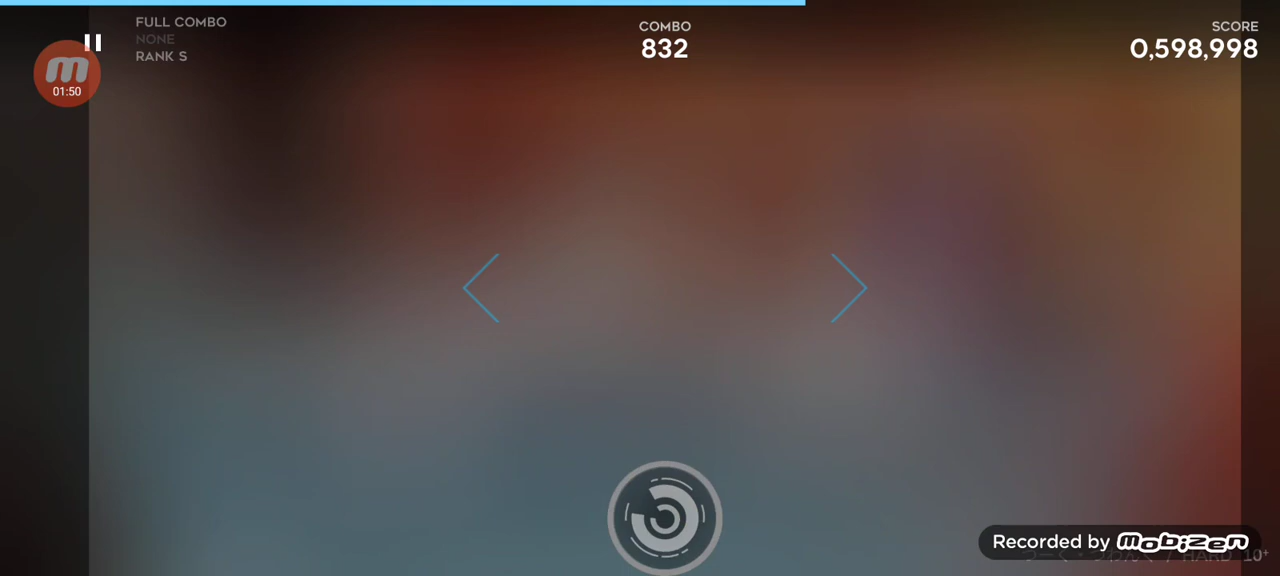 FULL COMBO
NONE
RANK S
COMBO
832
SCORE
0,598,998
m
01:50
Recorded by mobizen
HARD 10+